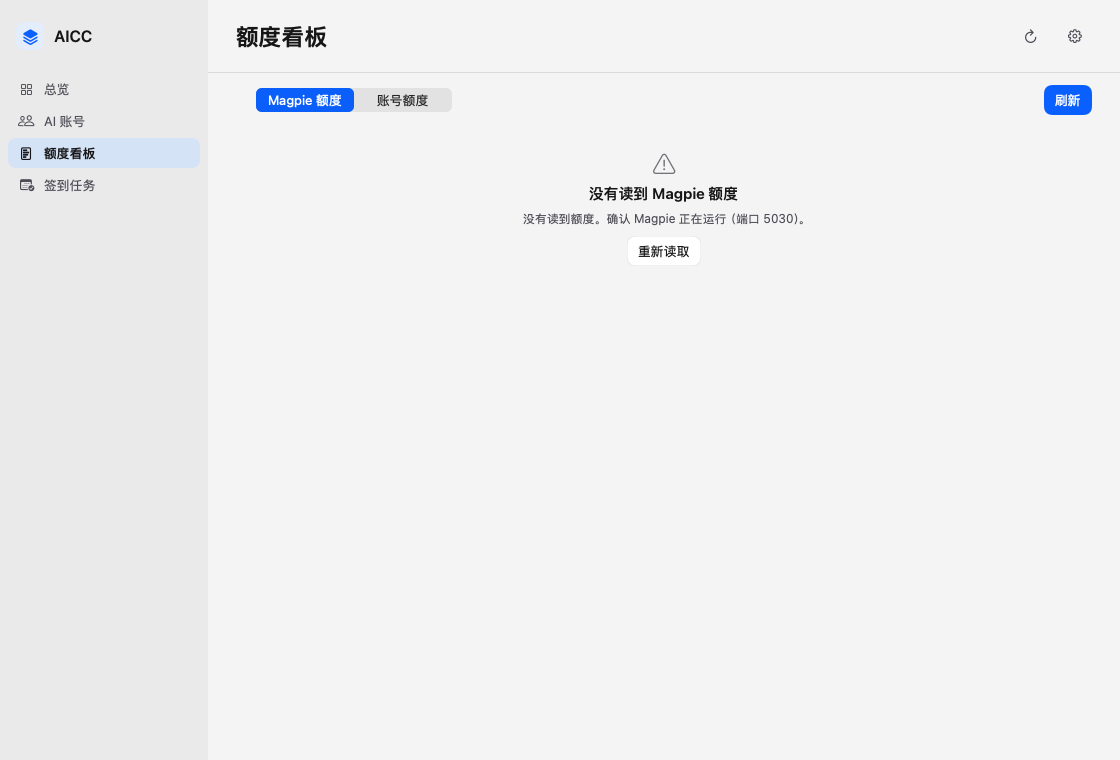 AICC
总览
AI 账号
额度看板
签到任务
额度看板
Magpie 额度
账号额度
刷新
没有读到 Magpie 额度
没有读到额度。确认 Magpie 正在运行（端口 5030）。
重新读取